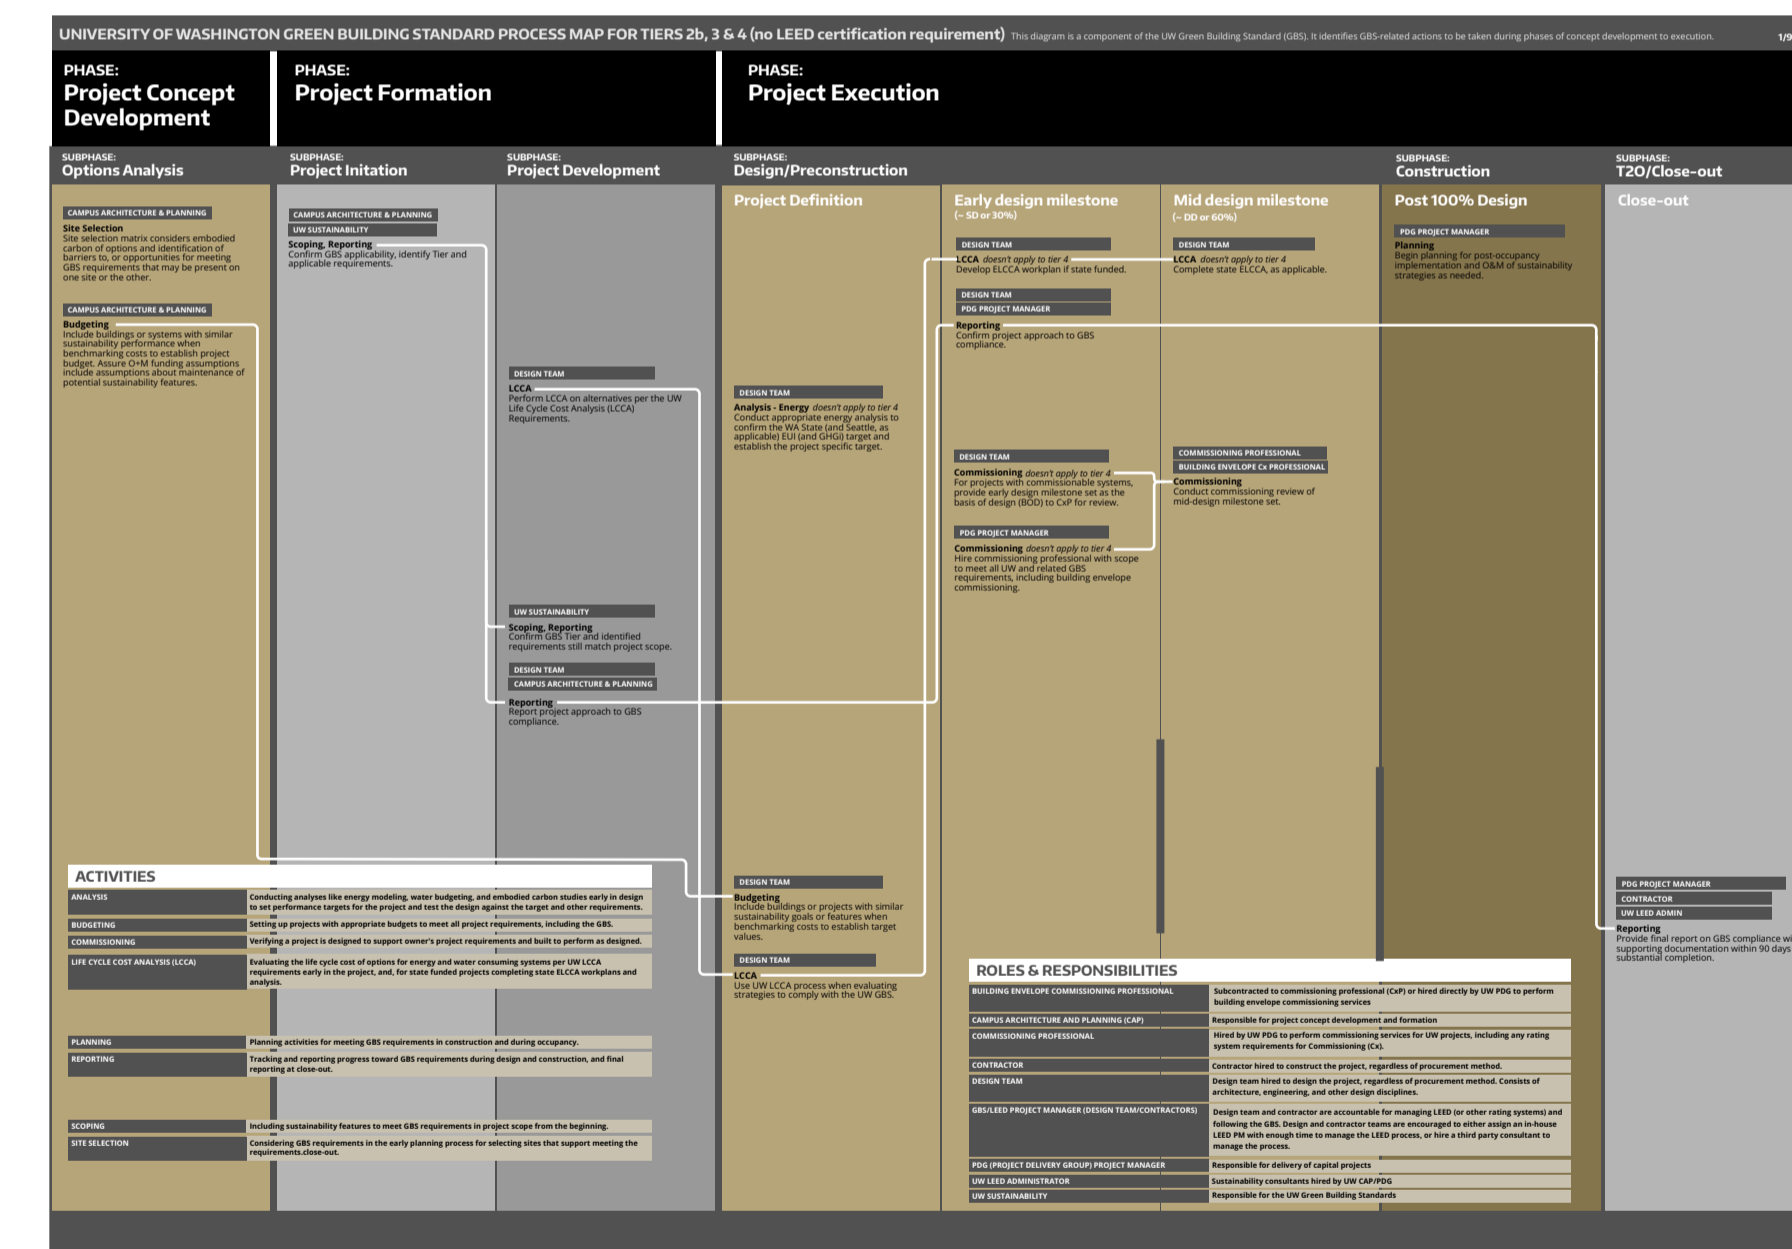 UNIVERSITY OF WASHINGTON GREEN BUILDING STANDARD PROCESS MAP FOR TIERS 2b, 3 & 4 (no LEED certification requirement) This diagram is a component of the UW Green Building Standard (GBS). It identifies GBS-related actions to be taken during phases of concept development to execution. 1/9
PHASE:
Project Concept
Development
PHASE:
Project Formation
PHASE:
Project Execution
SUBPHASE:
Options Analysis
SUBPHASE:
Project Initation
SUBPHASE:
Project Development
SUBPHASE:
Design/Preconstruction
SUBPHASE:
Construction
SUBPHASE:
T2O/Close-out
CAMPUS ARCHITECTURE & PLANNING
Site Selection
Site selection matrix considers embodied
carbon of options and identification of
barriers to, or opportunities for meeting
GBS requirements that may be present on
one site or the other.
CAMPUS ARCHITECTURE & PLANNING
Budgeting
Include buildings or systems with similar
sustainability performance when
benchmarking costs to establish project
budget. Assure O+M funding assumptions
include assumptions about maintenance of
potential sustainability features.
CAMPUS ARCHITECTURE & PLANNING
UW SUSTAINABILITY
Scoping, Reporting
Confirm GBS applicability, identify Tier and
applicable requirements.
DESIGN TEAM
LCCA
Perform LCCA on alternatives per the UW
Life Cycle Cost Analysis (LCCA)
Requirements.
UW SUSTAINABILITY
Scoping, Reporting
Confirm GBS Tier and identified
requirements still match project scope.
DESIGN TEAM
CAMPUS ARCHITECTURE & PLANNING
Reporting
Report project approach to GBS
compliance.
Project Definition
DESIGN TEAM
Analysis - Energy doesn't apply to tier 4
Conduct appropriate energy analysis to
confirm the WA State (and Seattle, as
applicable) EUI (and GHGi) target and
establish the project specific target.
DESIGN TEAM
Budgeting
Include buildings or projects with similar
sustainability goals or features when
benchmarking costs to establish target
values.
DESIGN TEAM
LCCA
Use UW LCCA process when evaluating
strategies to comply with the UW GBS.
Early design milestone
(~ SD or 30%)
DESIGN TEAM
LCCA doesn't apply to tier 4
Develop ELCCA workplan if state funded.
DESIGN TEAM
PDG PROJECT MANAGER
Reporting
Confirm project approach to GBS
compliance.
DESIGN TEAM
Commissioning doesn't apply to tier 4
For projects with commissionable systems,
provide early design milestone set as the
basis of design (BOD) to CxP for review.
PDG PROJECT MANAGER
Commissioning doesn't apply to tier 4
Hire commissioning professional with scope
to meet all UW and related GBS
requirements, including building envelope
commissioning.
Mid design milestone
(~ DD or 60%)
DESIGN TEAM
LCCA doesn't apply to tier 4
Complete state ELCCA, as applicable.
COMMISSIONING PROFESSIONAL
BUILDING ENVELOPE Cx PROFESSIONAL
Commissioning
Conduct commissioning review of
mid-design milestone set.
Post 100% Design
PDG PROJECT MANAGER
Planning
Begin planning for post-occupancy
implementation and O&M of sustainability
strategies as needed.
Close-out
PDG PROJECT MANAGER
CONTRACTOR
UW LEED ADMIN
Reporting
Provide final report on GBS compliance wi
supporting documentation within 90 days
substantial completion.
ACTIVITIES
ANALYSIS
Conducting analyses like energy modeling, water budgeting, and embodied carbon studies early in design
to set performance targets for the project and test the design against the target and other requirements.
BUDGETING
Setting up projects with appropriate budgets to meet all project requirements, including the GBS.
COMMISSIONING
Verifying a project is designed to support owner's project requirements and built to perform as designed.
LIFE CYCLE COST ANALYSIS (LCCA)
Evaluating the life cycle cost of options for energy and water consuming systems per UW LCCA
requirements early in the project, and, for state funded projects completing state ELCCA workplans and
analysis.
PLANNING
Planning activities for meeting GBS requirements in construction and during occupancy.
REPORTING
Tracking and reporting progress toward GBS requirements during design and construction, and final
reporting at close-out.
SCOPING
Including sustainability features to meet GBS requirements in project scope from the beginning.
SITE SELECTION
Considering GBS requirements in the early planning process for selecting sites that support meeting the
requirements.close-out.
ROLES & RESPONSIBILITIES
BUILDING ENVELOPE COMMISSIONING PROFESSIONAL
Subcontracted to commissioning professional (CxP) or hired directly by UW PDG to perform
building envelope commissioning services
CAMPUS ARCHITECTURE AND PLANNING (CAP)
Responsible for project concept development and formation
COMMISSIONING PROFESSIONAL
Hired by UW PDG to perform commissioning services for UW projects, including any rating
system requirements for Commissioning (Cx).
CONTRACTOR
Contractor hired to construct the project, regardless of procurement method.
DESIGN TEAM
Design team hired to design the project, regardless of procurement method. Consists of
architecture, engineering, and other design disciplines.
GBS/LEED PROJECT MANAGER (DESIGN TEAM/CONTRACTORS)
Design team and contractor are accountable for managing LEED (or other rating systems) and
following the GBS. Design and contractor teams are encouraged to either assign an in-house
LEED PM with enough time to manage the LEED process, or hire a third party consultant to
manage the process.
PDG (PROJECT DELIVERY GROUP) PROJECT MANAGER
Responsible for delivery of capital projects
UW LEED ADMINISTRATOR
Sustainability consultants hired by UW CAP/PDG
UW SUSTAINABILITY
Responsible for the UW Green Building Standards